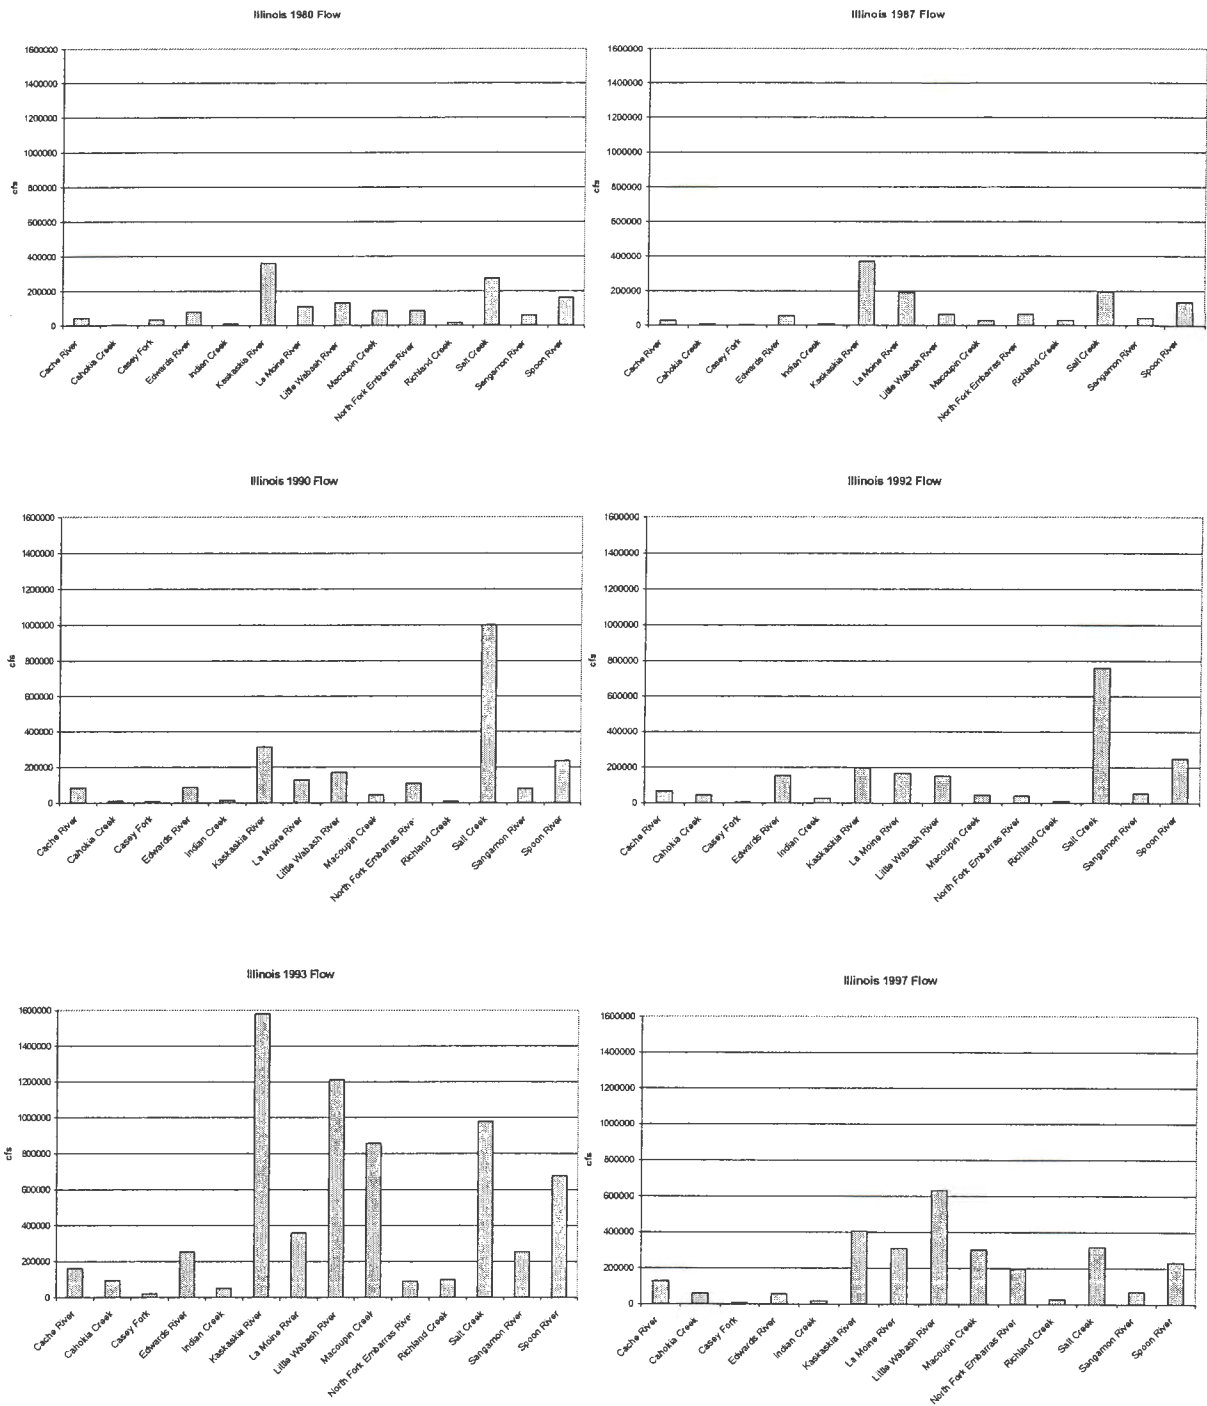 Illinois 1980 Flow
1600000
1400000
1200000
1000000
800000
600000
400000
200000
0
cfs
Cache River
Cahokia Creek
Casey Fork
Edwards River
Indian Creek
Kaskaskia River
La Moine River
Little Wabash River
Macoupin Creek
North Fork Embarras River
Richland Creek
Salt Creek
Sangamon River
Spoon River
Illinois 1987 Flow
1600000
1400000
1200000
1000000
800000
600000
400000
200000
0
cfs
Cache River
Cahokia Creek
Casey Fork
Edwards River
Indian Creek
Kaskaskia River
La Moine River
Little Wabash River
Macoupin Creek
North Fork Embarras River
Richland Creek
Salt Creek
Sangamon River
Spoon River
Illinois 1990 Flow
1600000
1400000
1200000
1000000
800000
600000
400000
200000
0
cfs
Cache River
Cahokia Creek
Casey Fork
Edwards River
Indian Creek
Kaskaskia River
La Moine River
Little Wabash River
Macoupin Creek
North Fork Embarras River
Richland Creek
Salt Creek
Sangamon River
Spoon River
Illinois 1992 Flow
1600000
1400000
1200000
1000000
800000
600000
400000
200000
0
cfs
Cache River
Cahokia Creek
Casey Fork
Edwards River
Indian Creek
Kaskaskia River
La Moine River
Little Wabash River
Macoupin Creek
North Fork Embarras River
Richland Creek
Salt Creek
Sangamon River
Spoon River
Illinois 1993 Flow
1600000
1400000
1200000
1000000
800000
600000
400000
200000
0
cfs
Cache River
Cahokia Creek
Casey Fork
Edwards River
Indian Creek
Kaskaskia River
La Moine River
Little Wabash River
Macoupin Creek
North Fork Embarras River
Richland Creek
Salt Creek
Sangamon River
Spoon River
Illinois 1997 Flow
1600000
1400000
1200000
1000000
800000
600000
400000
200000
0
cfs
Cache River
Cahokia Creek
Casey Fork
Edwards River
Indian Creek
Kaskaskia River
La Moine River
Little Wabash River
Macoupin Creek
North Fork Embarras River
Richland Creek
Salt Creek
Sangamon River
Spoon River